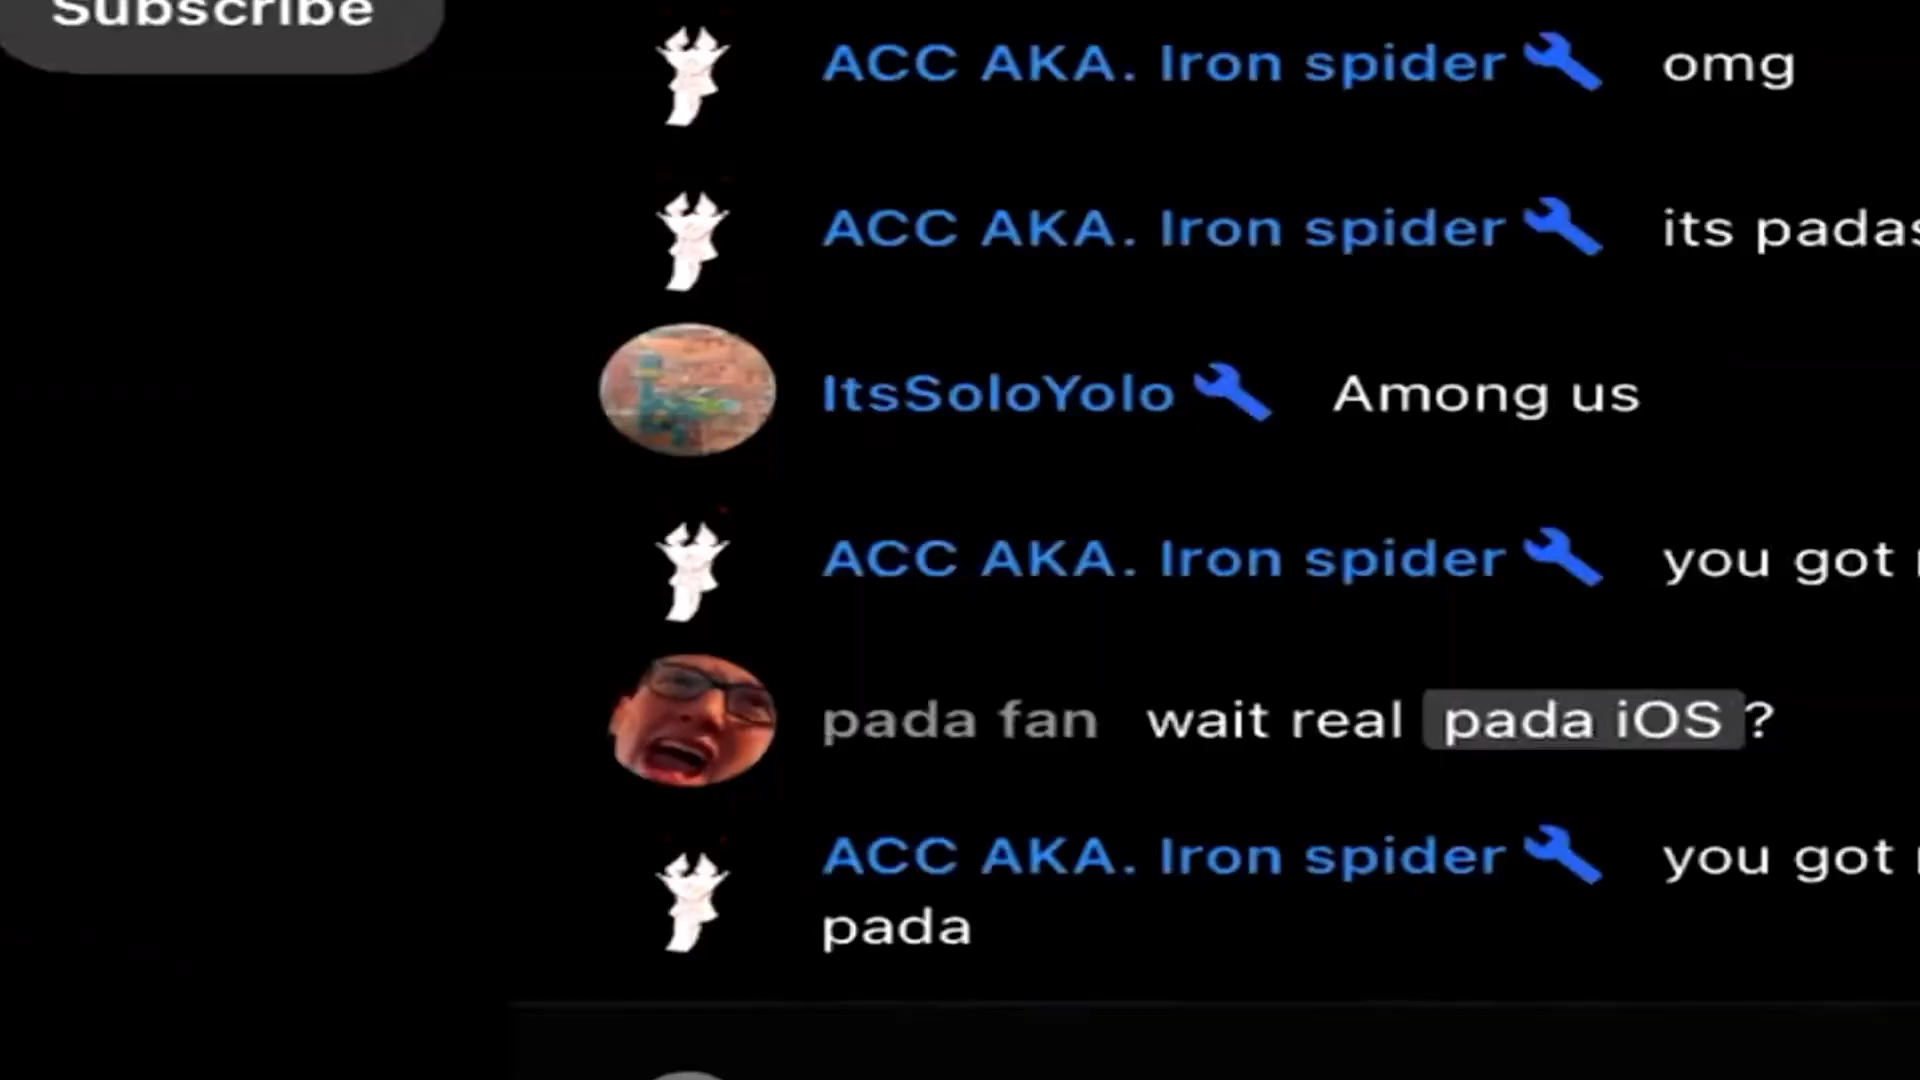 Subscribe
ACC AKA. Iron spider omg
ACC AKA. Iron spider its
ItsSoloYolo Among us
ACC AKA. Iron spider you got
pada fan wait real pada iOS ?
ACC AKA. Iron spider you got
pada